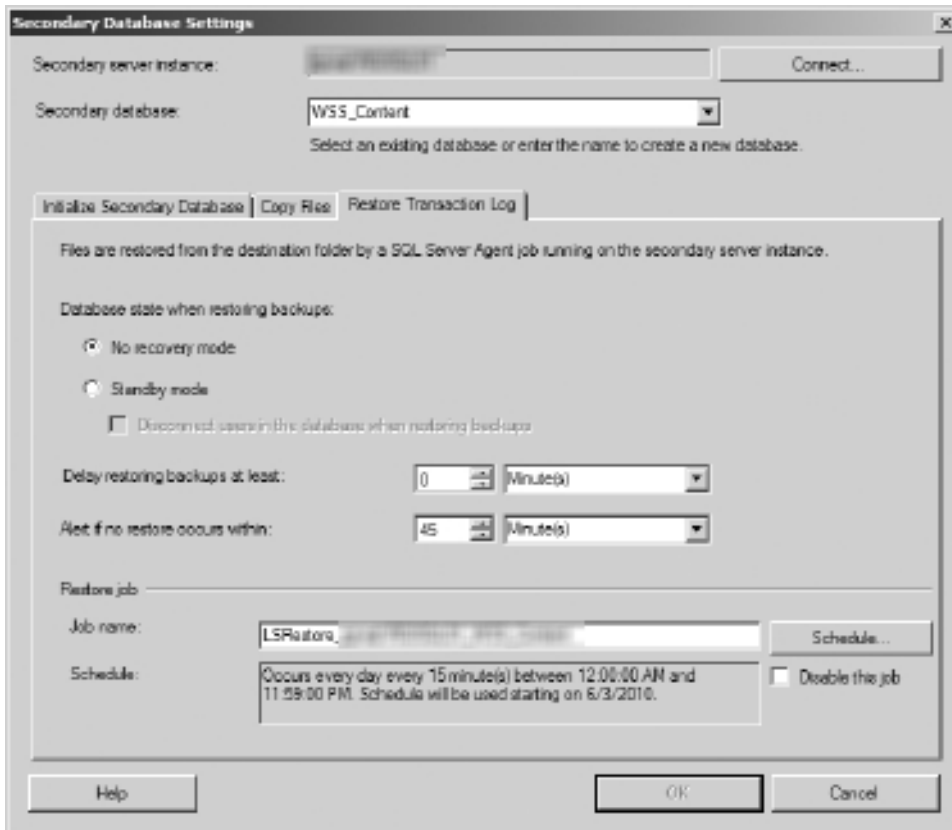 Secondary Database Settings
Secondary server instance:
Connect...
Secondary database:
WSS_Content
Select an existing database or enter the name to create a new database.
Initialize Secondary Database
Copy Files
Restore Transaction Log
Files are restored from the destination folder by a SQL Server Agent job running on the secondary server instance.
Database state when restoring backups:
No recovery mode
Standby mode
Disconnect users in the database when restoring backups
Delay restoring backups at least:
0
Minute(s)
Alert if no restore occurs within:
45
Minute(s)
Restore job
Job name:
LSRestore_
Schedule...
Schedule:
Occurs every day every 15 minute(s) between 12:00:00 AM and
11:59:00 PM. Schedule will be used starting on 6/3/2010.
Disable this job
Help
OK
Cancel